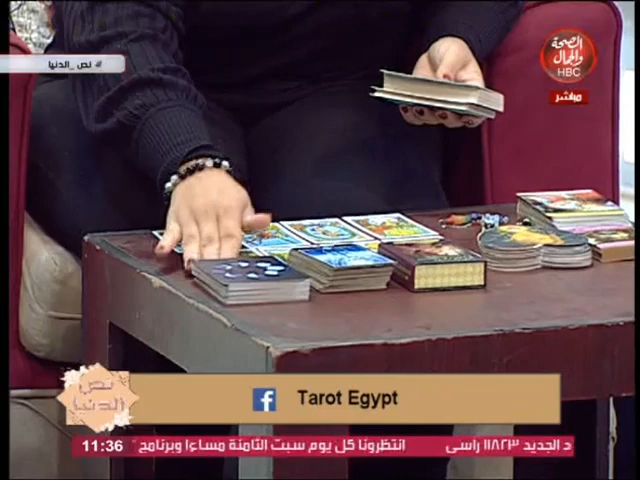 # نص_الدنيا
الصحة
والجمال
HBC
مباشر
نص
الدنيا
Tarot Egypt
11:36
د الجديد ١١٨٢٣ راسى انتظرونا كل يوم سبت الثامنة مساءا وبرنامج